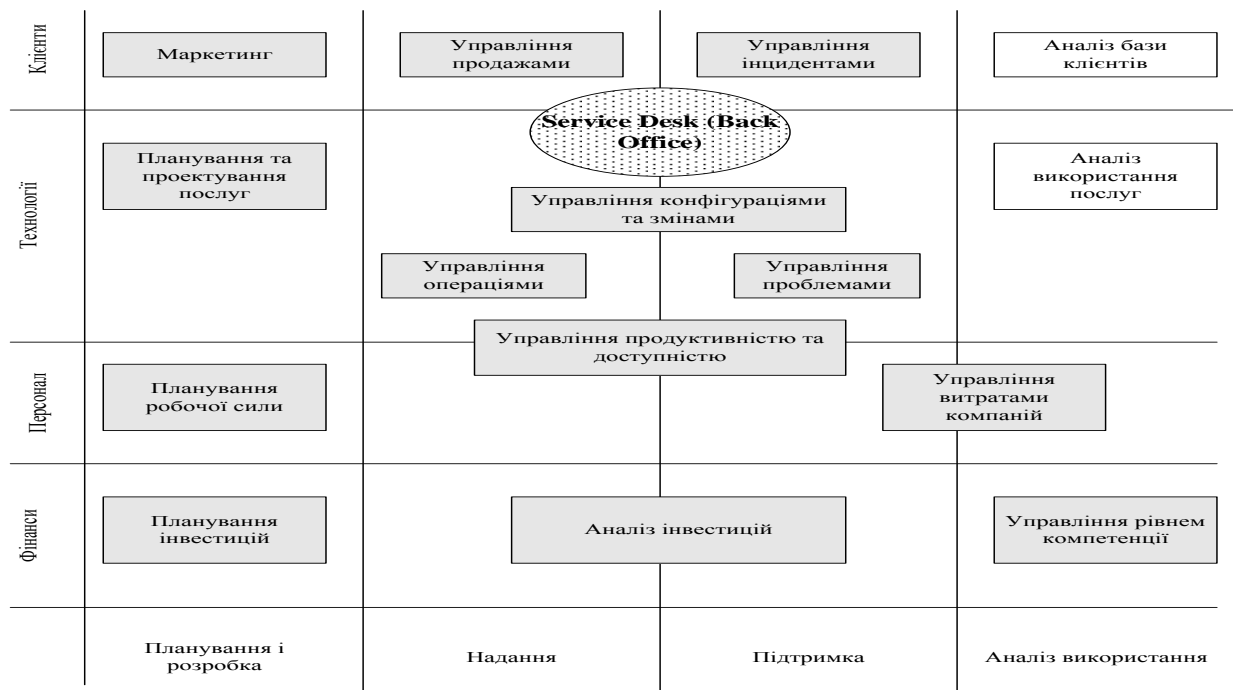 Клієнти
Маркетинг
Управління
продажами
Управління
інцидентами
Аналіз бази
клієнтів
Service Desk (Back
Office)
Технології
Планування та
проектування
послуг
Аналіз
використання
послуг
Управління конфігураціями
та змінами
Управління
операціями
Управління
проблемами
Управління продуктивністю та
доступністю
Персонал
Планування
робочої сили
Управління
витратами
компаній
Фінанси
Планування
інвестицій
Аналіз інвестицій
Управління рівнем
компетенції
Планування і
розробка
Надання
Підтримка
Аналіз використання